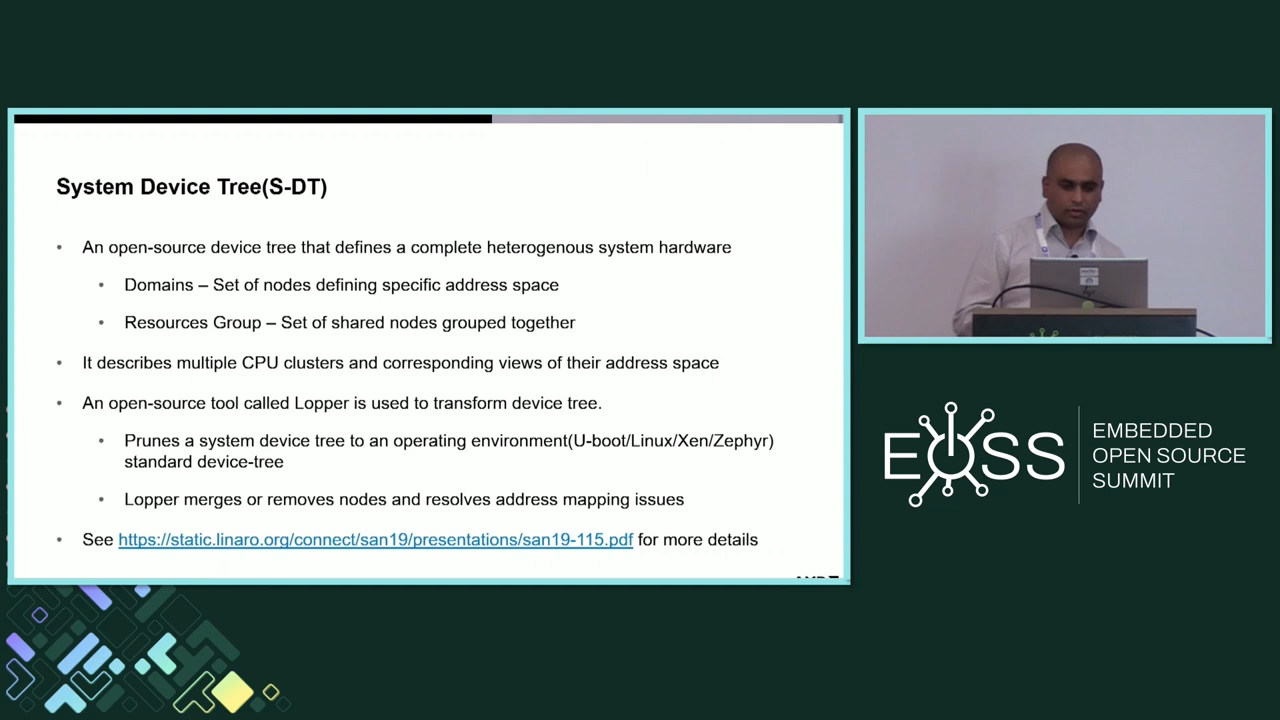 System Device Tree(S-DT)
• An open-source device tree that defines a complete heterogenous system hardware
• Domains – Set of nodes defining specific address space
• Resources Group – Set of shared nodes grouped together
• It describes multiple CPU clusters and corresponding views of their address space
• An open-source tool called Lopper is used to transform device tree.
• Prunes a system device tree to an operating environment(U-boot/Linux/Xen/Zephyr)
standard device-tree
• Lopper merges or removes nodes and resolves address mapping issues
• See https://static.linaro.org/connect/san19/presentations/san19-115.pdf for more details
EOSS
EMBEDDED
OPEN SOURCE
SUMMIT